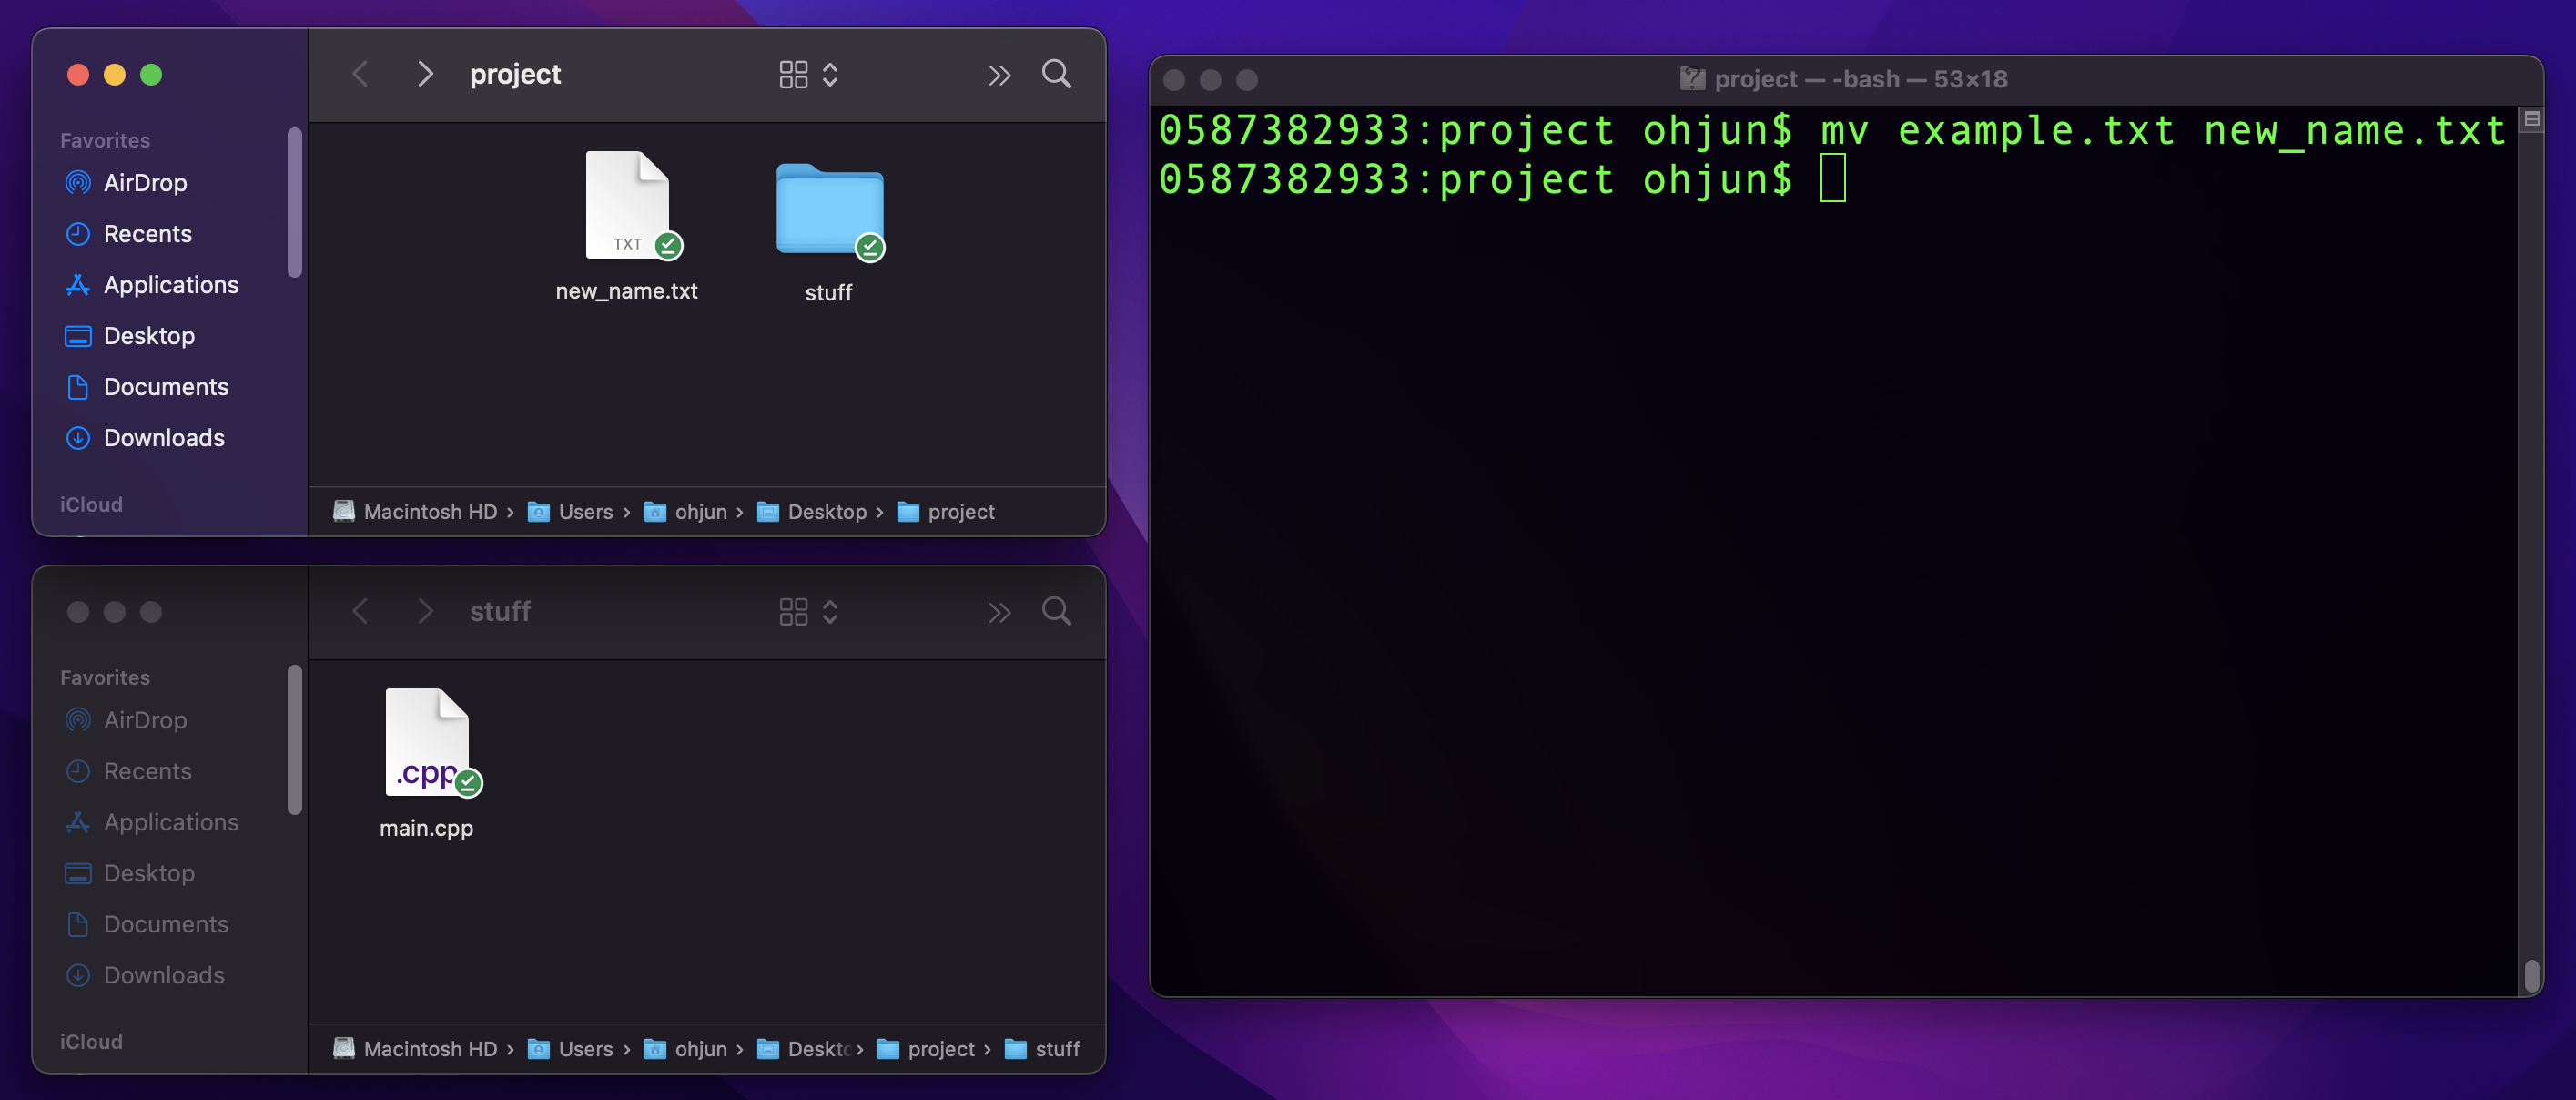 project
Favorites
AirDrop
Recents
Applications
Desktop
Documents
Downloads
iCloud
TXT
new_name.txt
stuff
Macintosh HD › Users › ohjun › Desktop › project
stuff
Favorites
AirDrop
Recents
Applications
Desktop
Documents
Downloads
iCloud
.cpp
main.cpp
Macintosh HD › Users › ohjun › Deskto › project › stuff
project — -bash — 53×18
0587382933:project ohjun$ mv example.txt new_name.txt
0587382933:project ohjun$